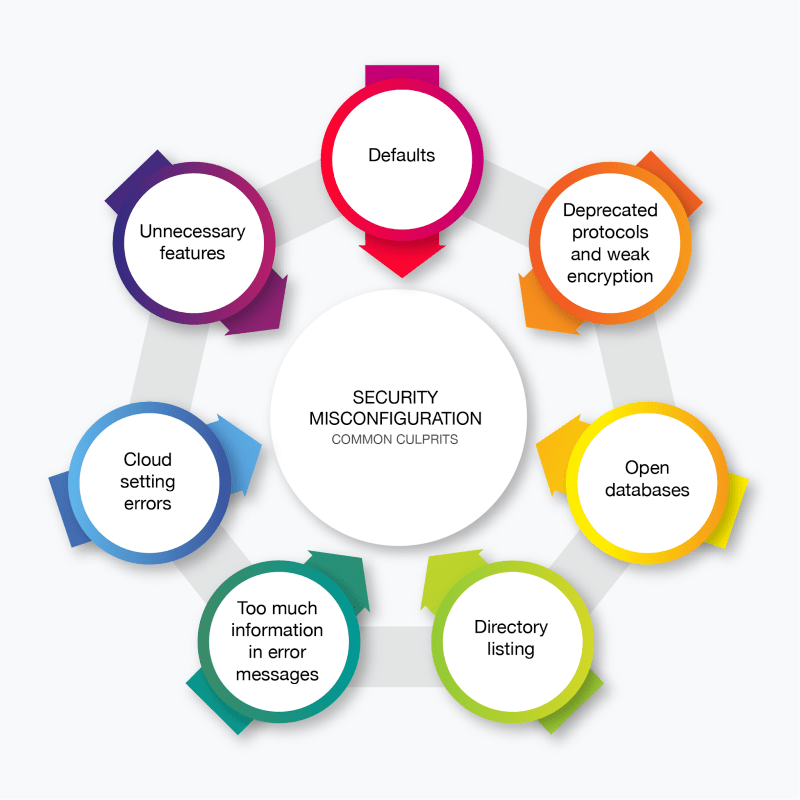 Defaults
Deprecated
protocols
and weak
encryption
Open
databases
Directory
listing
Too much
information
in error
messages
Cloud
setting
errors
Unnecessary
features
SECURITY
MISCONFIGURATION
COMMON CULPRITS